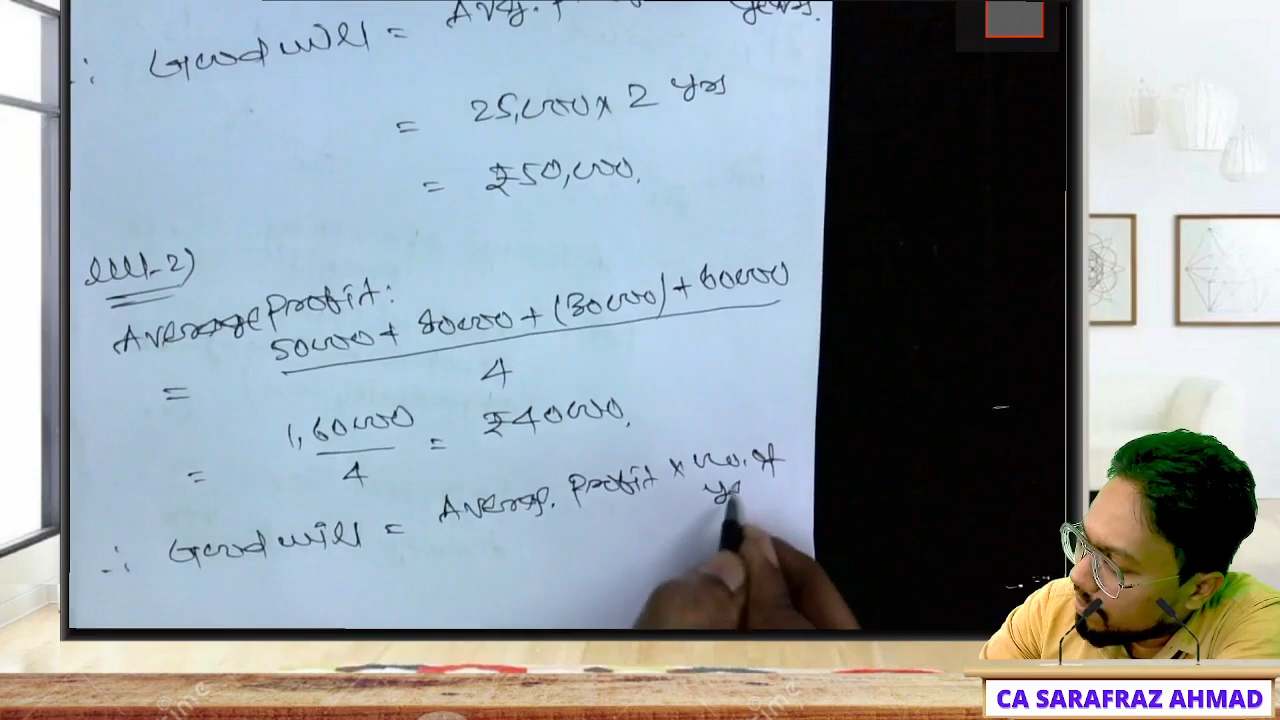 ∴ Goodwill = Avg. years.
= 25,000 x 2 yrs
= ₹50,000.
ILLU-2)
Average Profit:
= 50000 + 80000 + (30000) + 60000
4
= 1,60000 / 4 = ₹40000.
∴ Goodwill = Average. Profit x No. of
CA SARAFRAZ AHMAD